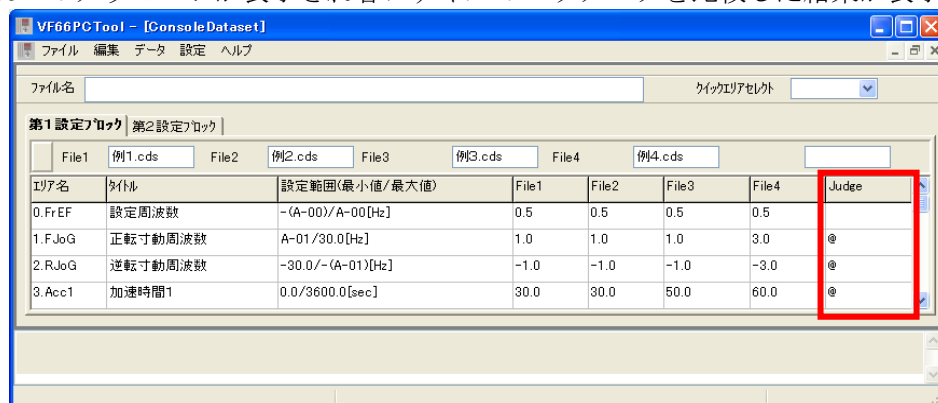 VF66PCTool - [ConsoleDataset]
ファイル 編集 データ 設定 ヘルプ
ファイル名 クイックエリアセレクト
第1設定ブロック 第2設定ブロック
File1 例1.cds File2 例2.cds File3 例3.cds File4 例4.cds
エリア名 タイトル 設定範囲(最小値/最大値) File1 File2 File3 File4 Judge
0.FrEF 設定周波数 -(A-00)/A-00[Hz] 0.5 0.5 0.5 0.5
1.FJoG 正転寸動周波数 A-01/30.0[Hz] 1.0 1.0 1.0 3.0 @
2.RJoG 逆転寸動周波数 -30.0/-(A-01)[Hz] -1.0 -1.0 -1.0 -3.0 @
3.Acc1 加速時間1 0.0/3600.0[sec] 30.0 30.0 50.0 60.0 @